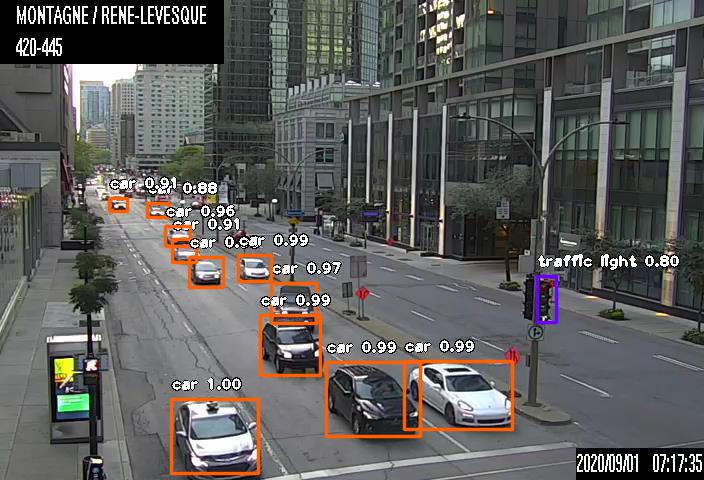 MONTAGNE / RENE-LEVESQUE
420-445
car 0.91
0.88
car 0.96
car 0.91
car 0.
car 0.99
car 0.97
car 0.99
traffic light 0.80
car 0.99
car 0.99
car 1.00
2020/09/01 07:17:35